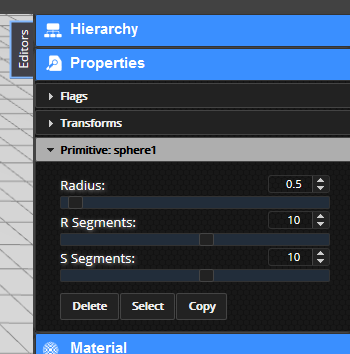 Editors
Hierarchy
Properties
Flags
Transforms
Primitive: sphere1
Radius: 0.5
R Segments: 10
S Segments: 10
Delete Select Copy
Material